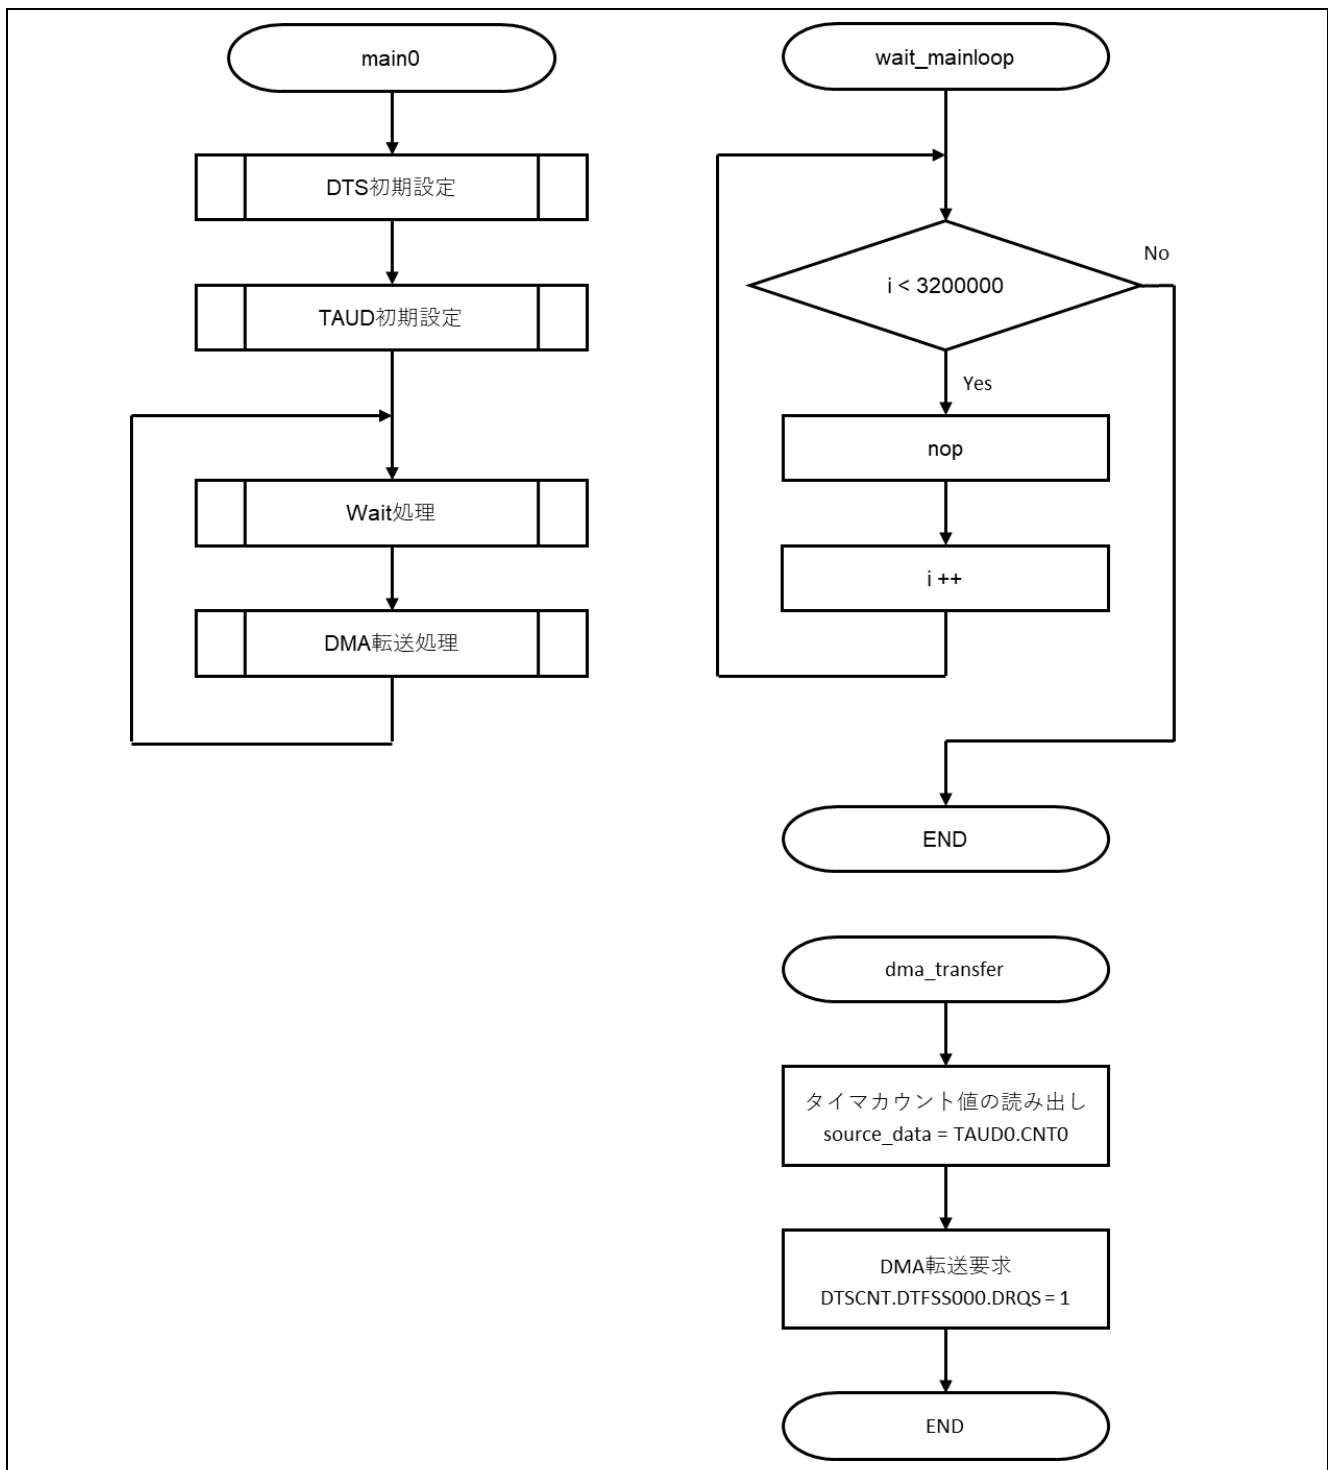 main0
DTS初期設定
TAUD初期設定
Wait処理
DMA転送処理
wait_mainloop
i < 3200000
No
Yes
nop
i ++
END
dma_transfer
タイマカウント値の読み出し
source_data = TAUD0.CNT0
DMA転送要求
DTSCNT.DTFSS000.DRQS = 1
END